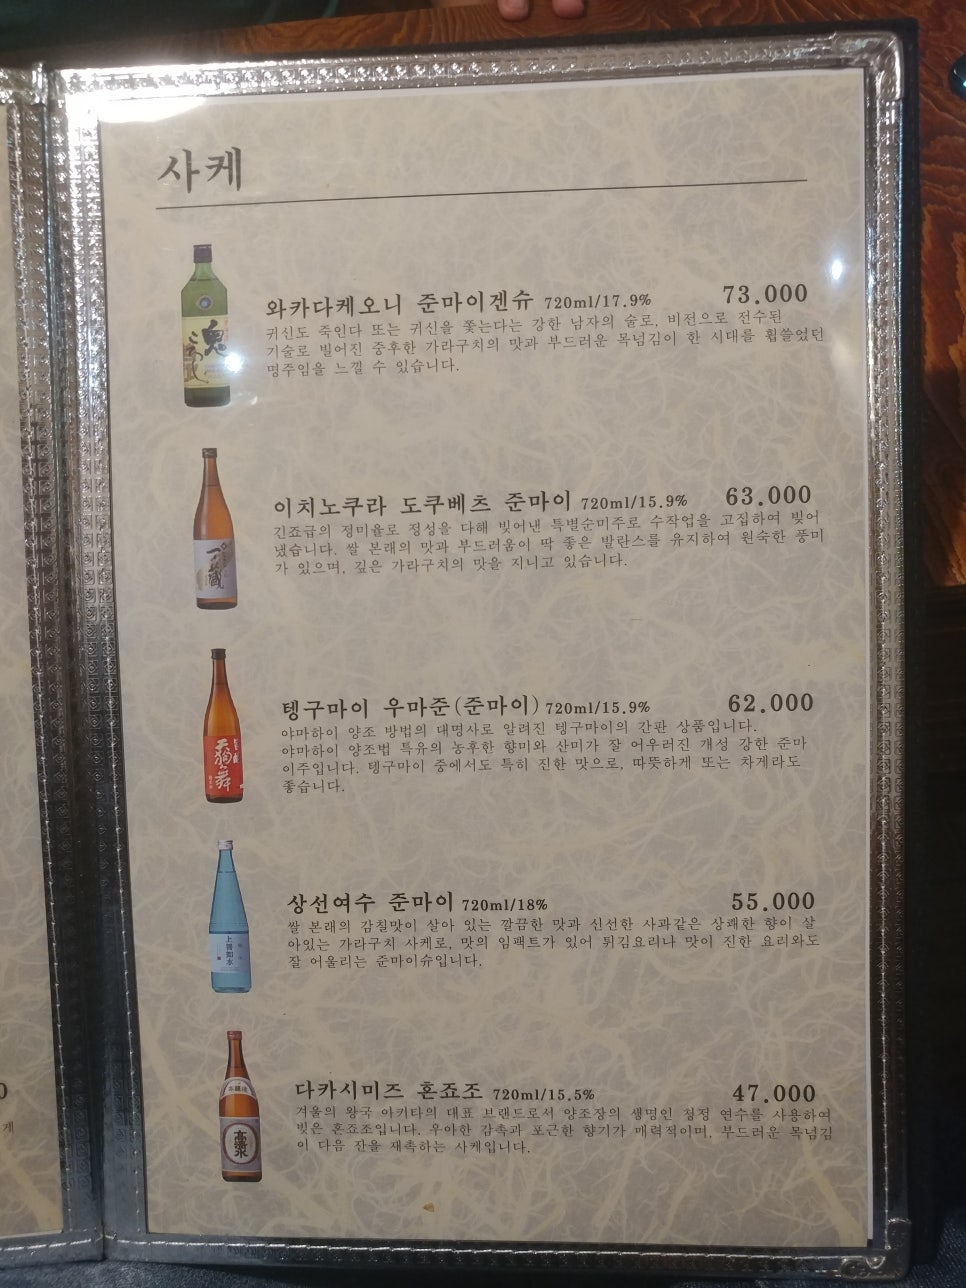 사케
와카다케오니 준마이겐슈 720ml/17.9% 73.000
귀신도 죽인다 또는 귀신을 쫓는다는 강한 남자의 술로, 비전으로 전수된
기술로 빌어진 중후한 가라구치의 맛과 부드러운 목넘김이 한 시대를 휩쓸었던
명주임을 느낄 수 있습니다.
鬼
이치노쿠라 도쿠베츠 준마이 720ml/15.9% 63.000
긴죠급의 정미율로 정성을 다해 빚어낸 특별순미주로 수작업을 고집하여 빚어
냈습니다. 쌀 본래의 맛과 부드러움이 딱 좋은 발란스를 유지하여 원숙한 풍미
가 있으며, 깊은 가라구치의 맛을 지니고 있습니다.
一ノ蔵
텡구마이 우마준(준마이) 720ml/15.9% 62.000
야마하이 양조 방법의 대명사로 알려진 텡구마이의 간판 상품입니다.
야마하이 양조법 특유의 농후한 향미와 산미가 잘 어우러진 개성 강한 준마
이주입니다. 텡구마이 중에서도 특히 진한 맛으로, 따뜻하게 또는 차게라도
좋습니다.
天狗舞
상선여수 준마이 720ml/18% 55.000
쌀 본래의 감칠맛이 살아 있는 깔끔한 맛과 신선한 사과같은 상쾌한 향이 살
아있는 가라구치 사케로, 맛의 임팩트가 있어 튀김요리나 맛이 진한 요리와도
잘 어울리는 준마이슈입니다.
上善如水
다카시미즈 혼죠조 720ml/15.5% 47.000
겨울의 왕국 아키타의 대표 브랜드로서 양조장의 생명인 청정 연수를 사용하여
빚은 혼죠조입니다. 우아한 감촉과 포근한 향기가 매력적이며, 부드러운 목넘김
이 다음 잔을 재촉하는 사케입니다.
本醸造
高清水
0
게